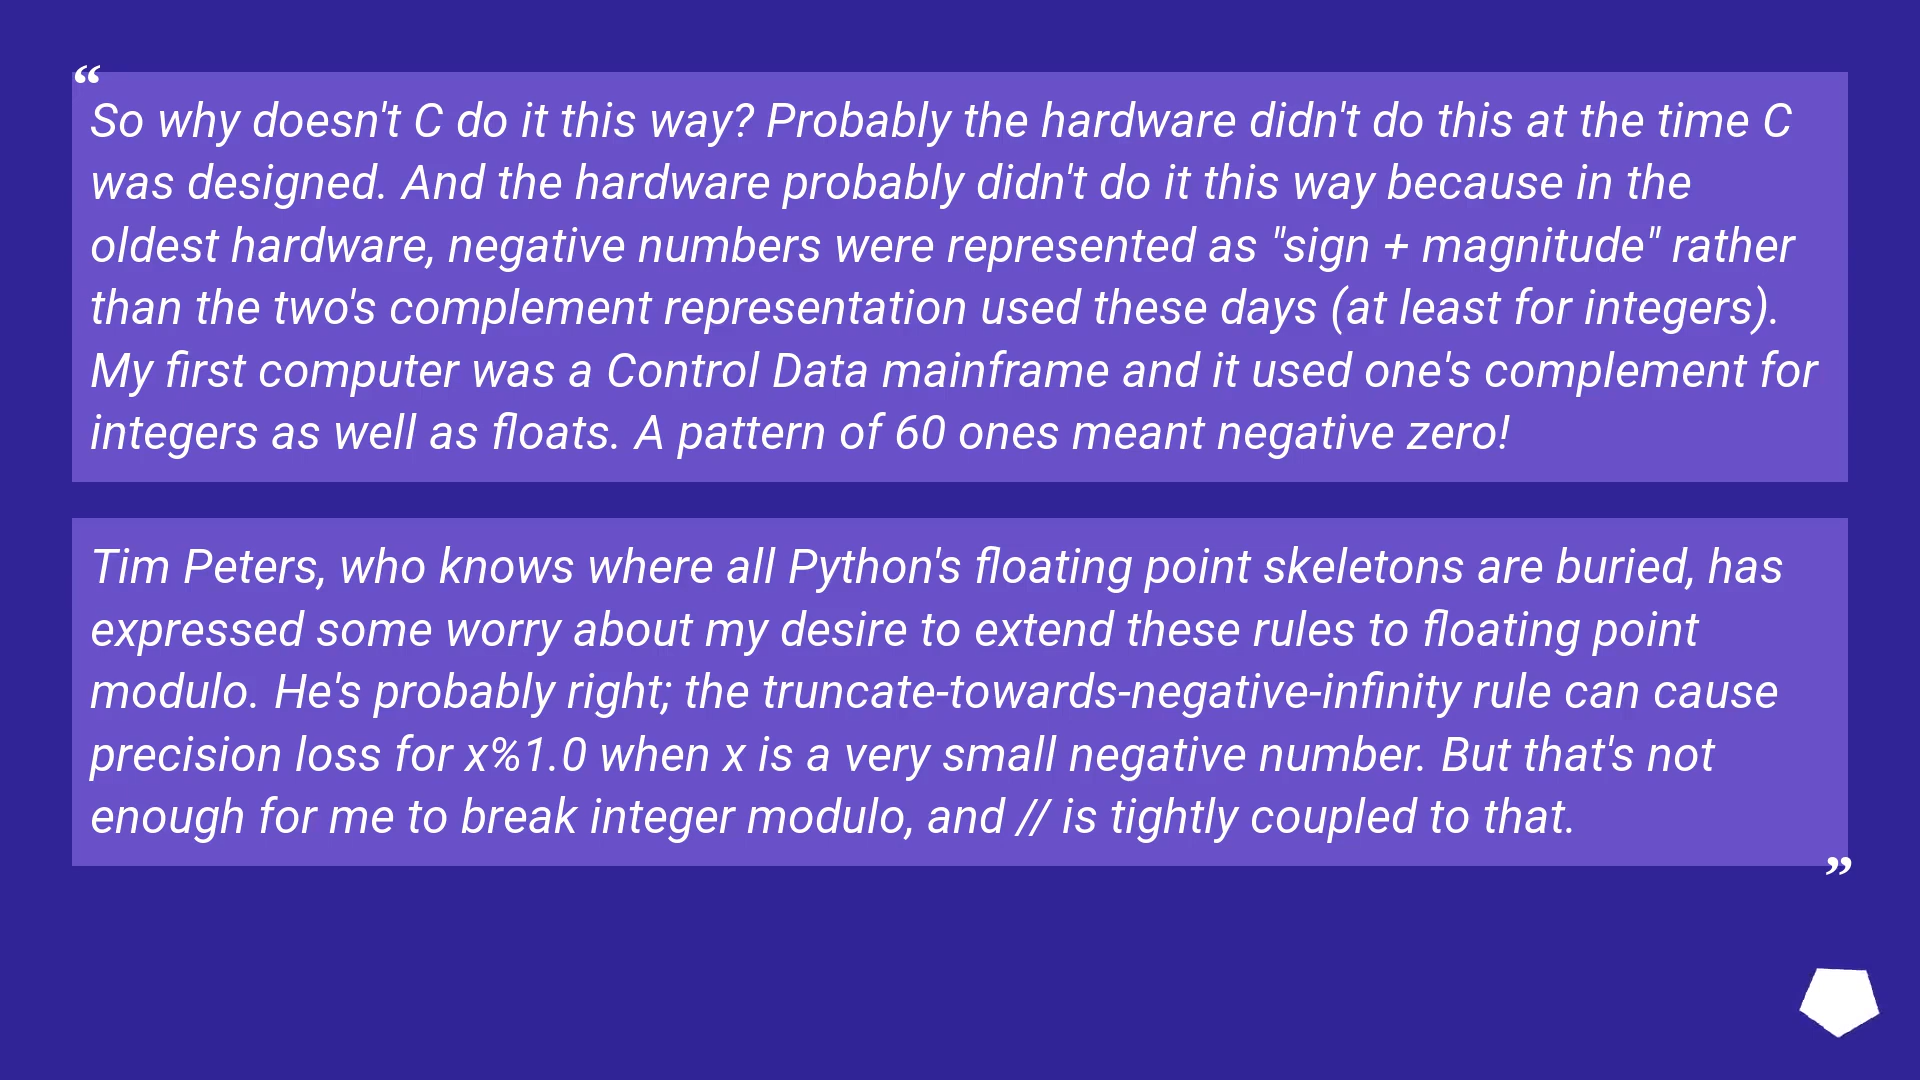 “
So why doesn't C do it this way? Probably the hardware didn't do this at the time C
was designed. And the hardware probably didn't do it this way because in the
oldest hardware, negative numbers were represented as "sign + magnitude" rather
than the two's complement representation used these days (at least for integers).
My first computer was a Control Data mainframe and it used one's complement for
integers as well as floats. A pattern of 60 ones meant negative zero!
Tim Peters, who knows where all Python's floating point skeletons are buried, has
expressed some worry about my desire to extend these rules to floating point
modulo. He's probably right; the truncate-towards-negative-infinity rule can cause
precision loss for x%1.0 when x is a very small negative number. But that's not
enough for me to break integer modulo, and // is tightly coupled to that.
”